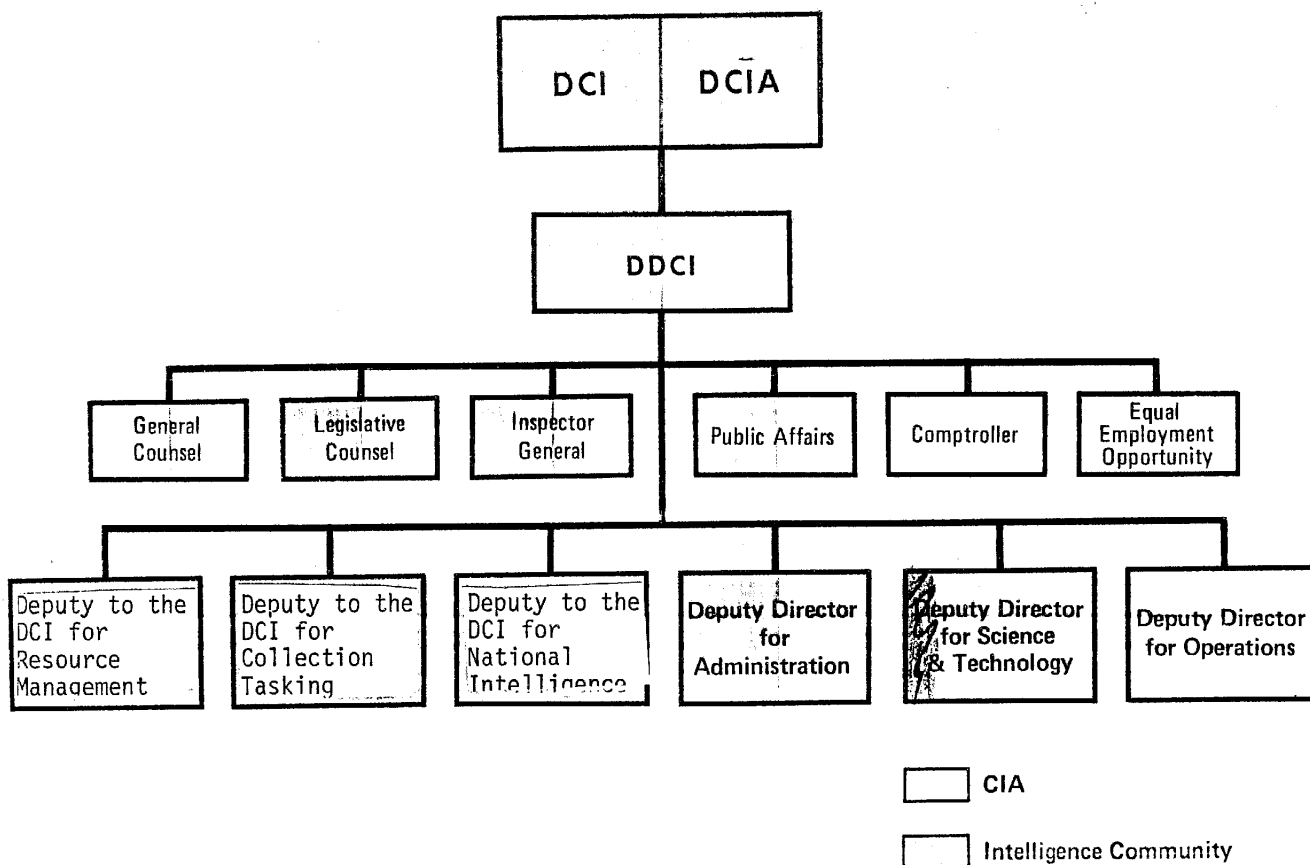 DCI
DCIA
DDCI
General
Counsel
Legislative
Counsel
Inspector
General
Public Affairs
Comptroller
Equal
Employment
Opportunity
Deputy to the
DCI for
Resource
Management
Deputy to the
DCI for
Collection
Tasking
Deputy to the
DCI for
National
Intelligence
Deputy Director
for
Administration
Deputy Director
for Science
& Technology
Deputy Director
for Operations
CIA
Intelligence Community